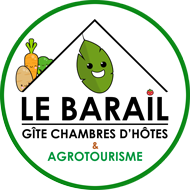 LE BARAIL
GÎTE CHAMBRES D'HÔTES
&
AGROTOURISME